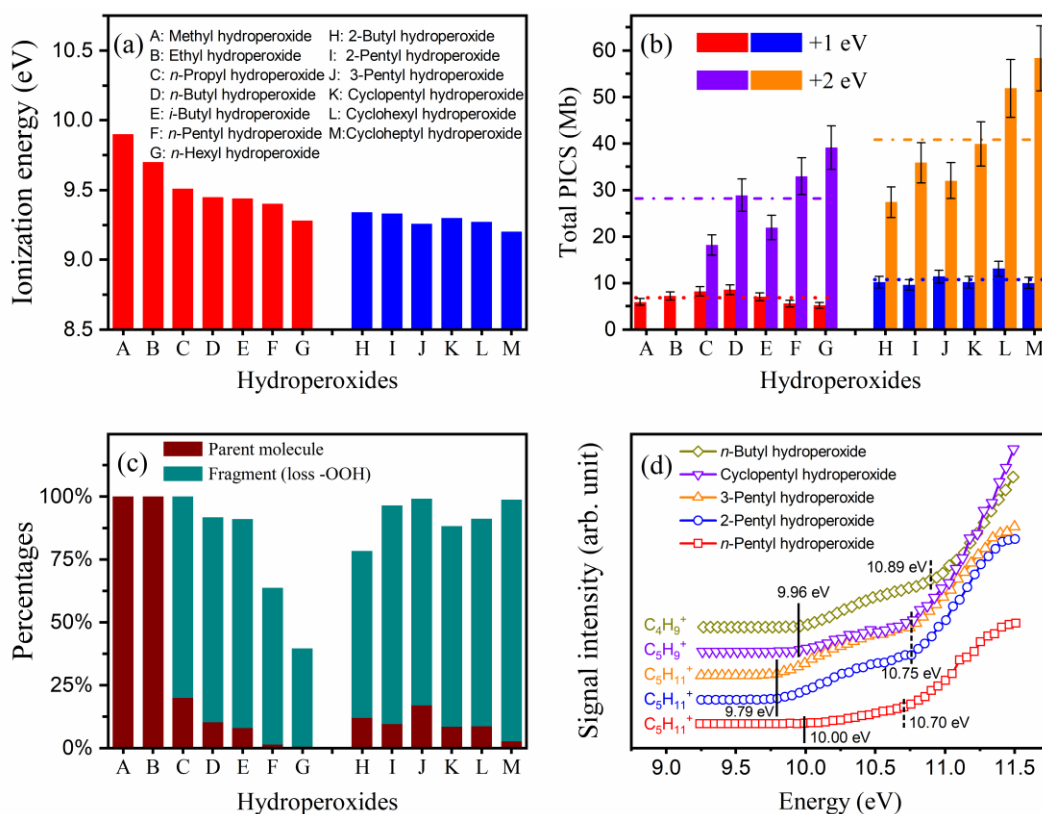 (a)
A: Methyl hydroperoxide
B: Ethyl hydroperoxide
C: n-Propyl hydroperoxide
D: n-Butyl hydroperoxide
E: i-Butyl hydroperoxide
F: n-Pentyl hydroperoxide
G: n-Hexyl hydroperoxide
H: 2-Butyl hydroperoxide
I: 2-Pentyl hydroperoxide
J: 3-Pentyl hydroperoxide
K: Cyclopentyl hydroperoxide
L: Cyclohexyl hydroperoxide
M:Cycloheptyl hydroperoxide
Ionization energy (eV)
10.5
10.0
9.5
9.0
8.5
A B C D E F G H I J K L M
Hydroperoxides
(b)
+1 eV
+2 eV
Total PICS (Mb)
60
50
40
30
20
10
0
A B C D E F G H I J K L M
Hydroperoxides
(c)
Parent molecule
Fragment (loss -OOH)
Percentages
100%
75%
50%
25%
0%
A B C D E F G H I J K L M
Hydroperoxides
(d)
n-Butyl hydroperoxide
Cyclopentyl hydroperoxide
3-Pentyl hydroperoxide
2-Pentyl hydroperoxide
n-Pentyl hydroperoxide
Signal intensity (arb. unit)
10.89 eV
9.96 eV
C₄H₉⁺
C₅H₉⁺
C₅H₁₁⁺
10.75 eV
C₅H₁₁⁺
9.79 eV
10.70 eV
C₅H₁₁⁺
10.00 eV
9.0 9.5 10.0 10.5 11.0 11.5
Energy (eV)